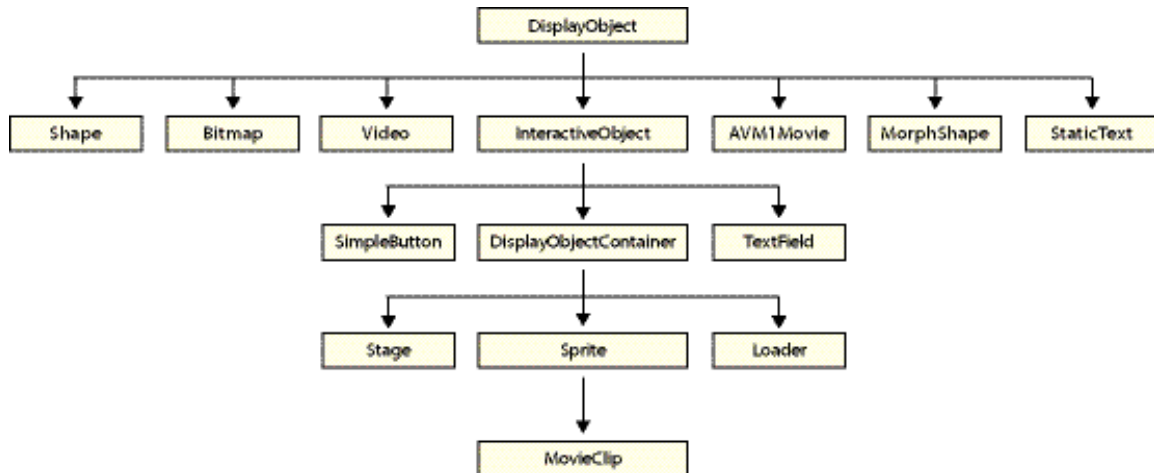 DisplayObject
Shape
Bitmap
Video
InteractiveObject
AVM1Movie
MorphShape
StaticText
SimpleButton
DisplayObjectContainer
TextField
Stage
Sprite
Loader
MovieClip